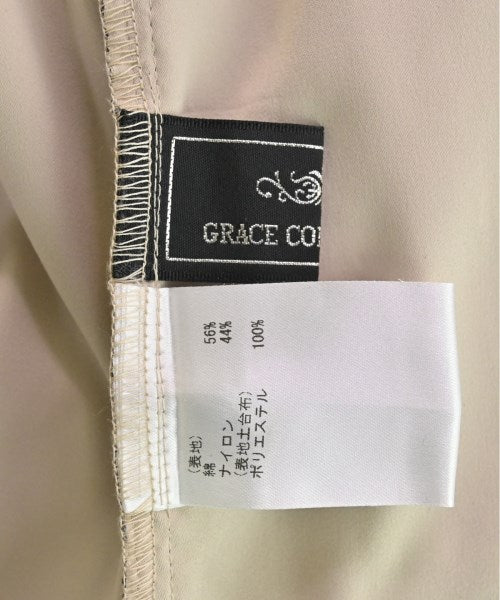 GRACE CO
(表地)
綿 56%
ナイロン 44%
(表地土台布)
ポリエステル 100%